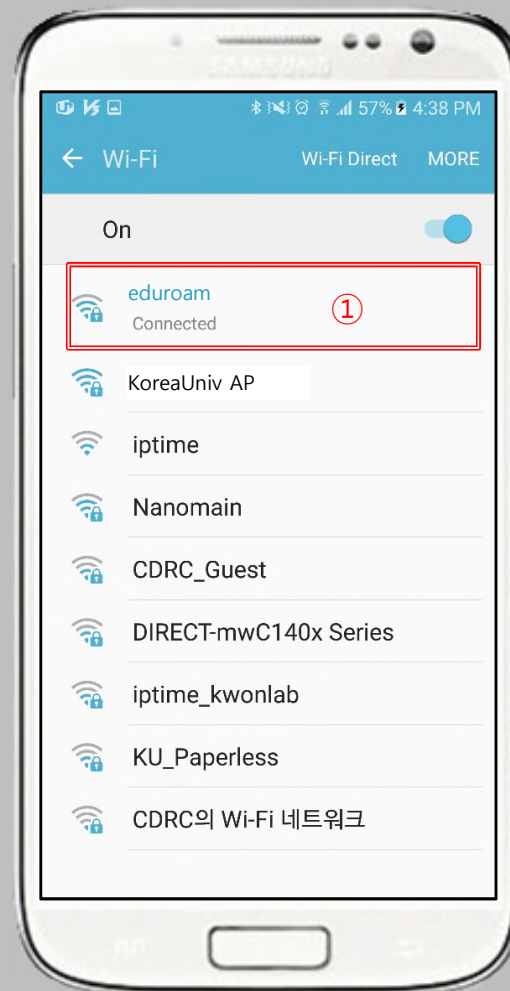 SAMSUNG
57% 4:38 PM
Wi-Fi Wi-Fi Direct MORE
On
eduroam
Connected
①
KoreaUniv AP
iptime
Nanomain
CDRC_Guest
DIRECT-mwC140x Series
iptime_kwonlab
KU_Paperless
CDRC의 Wi-Fi 네트워크